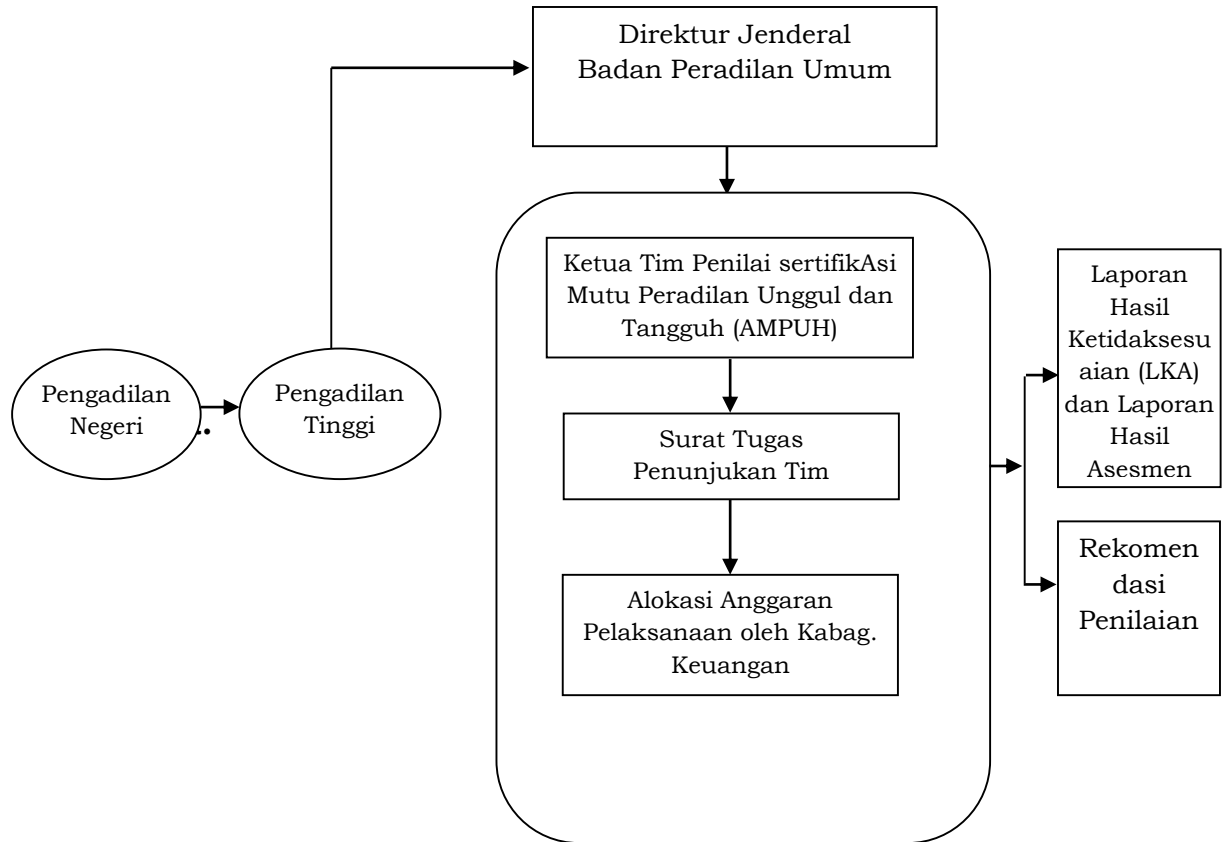 Direktur Jenderal
Badan Peradilan Umum
Ketua Tim Penilai sertifikAsi
Mutu Peradilan Unggul dan
Tangguh (AMPUH)
Surat Tugas
Penunjukan Tim
Alokasi Anggaran
Pelaksanaan oleh Kabag.
Keuangan
Pengadilan
Negeri
..
Pengadilan
Tinggi
Laporan
Hasil
Ketidaksesu
aian (LKA)
dan Laporan
Hasil
Asesmen
Rekomen
dasi
Penilaian